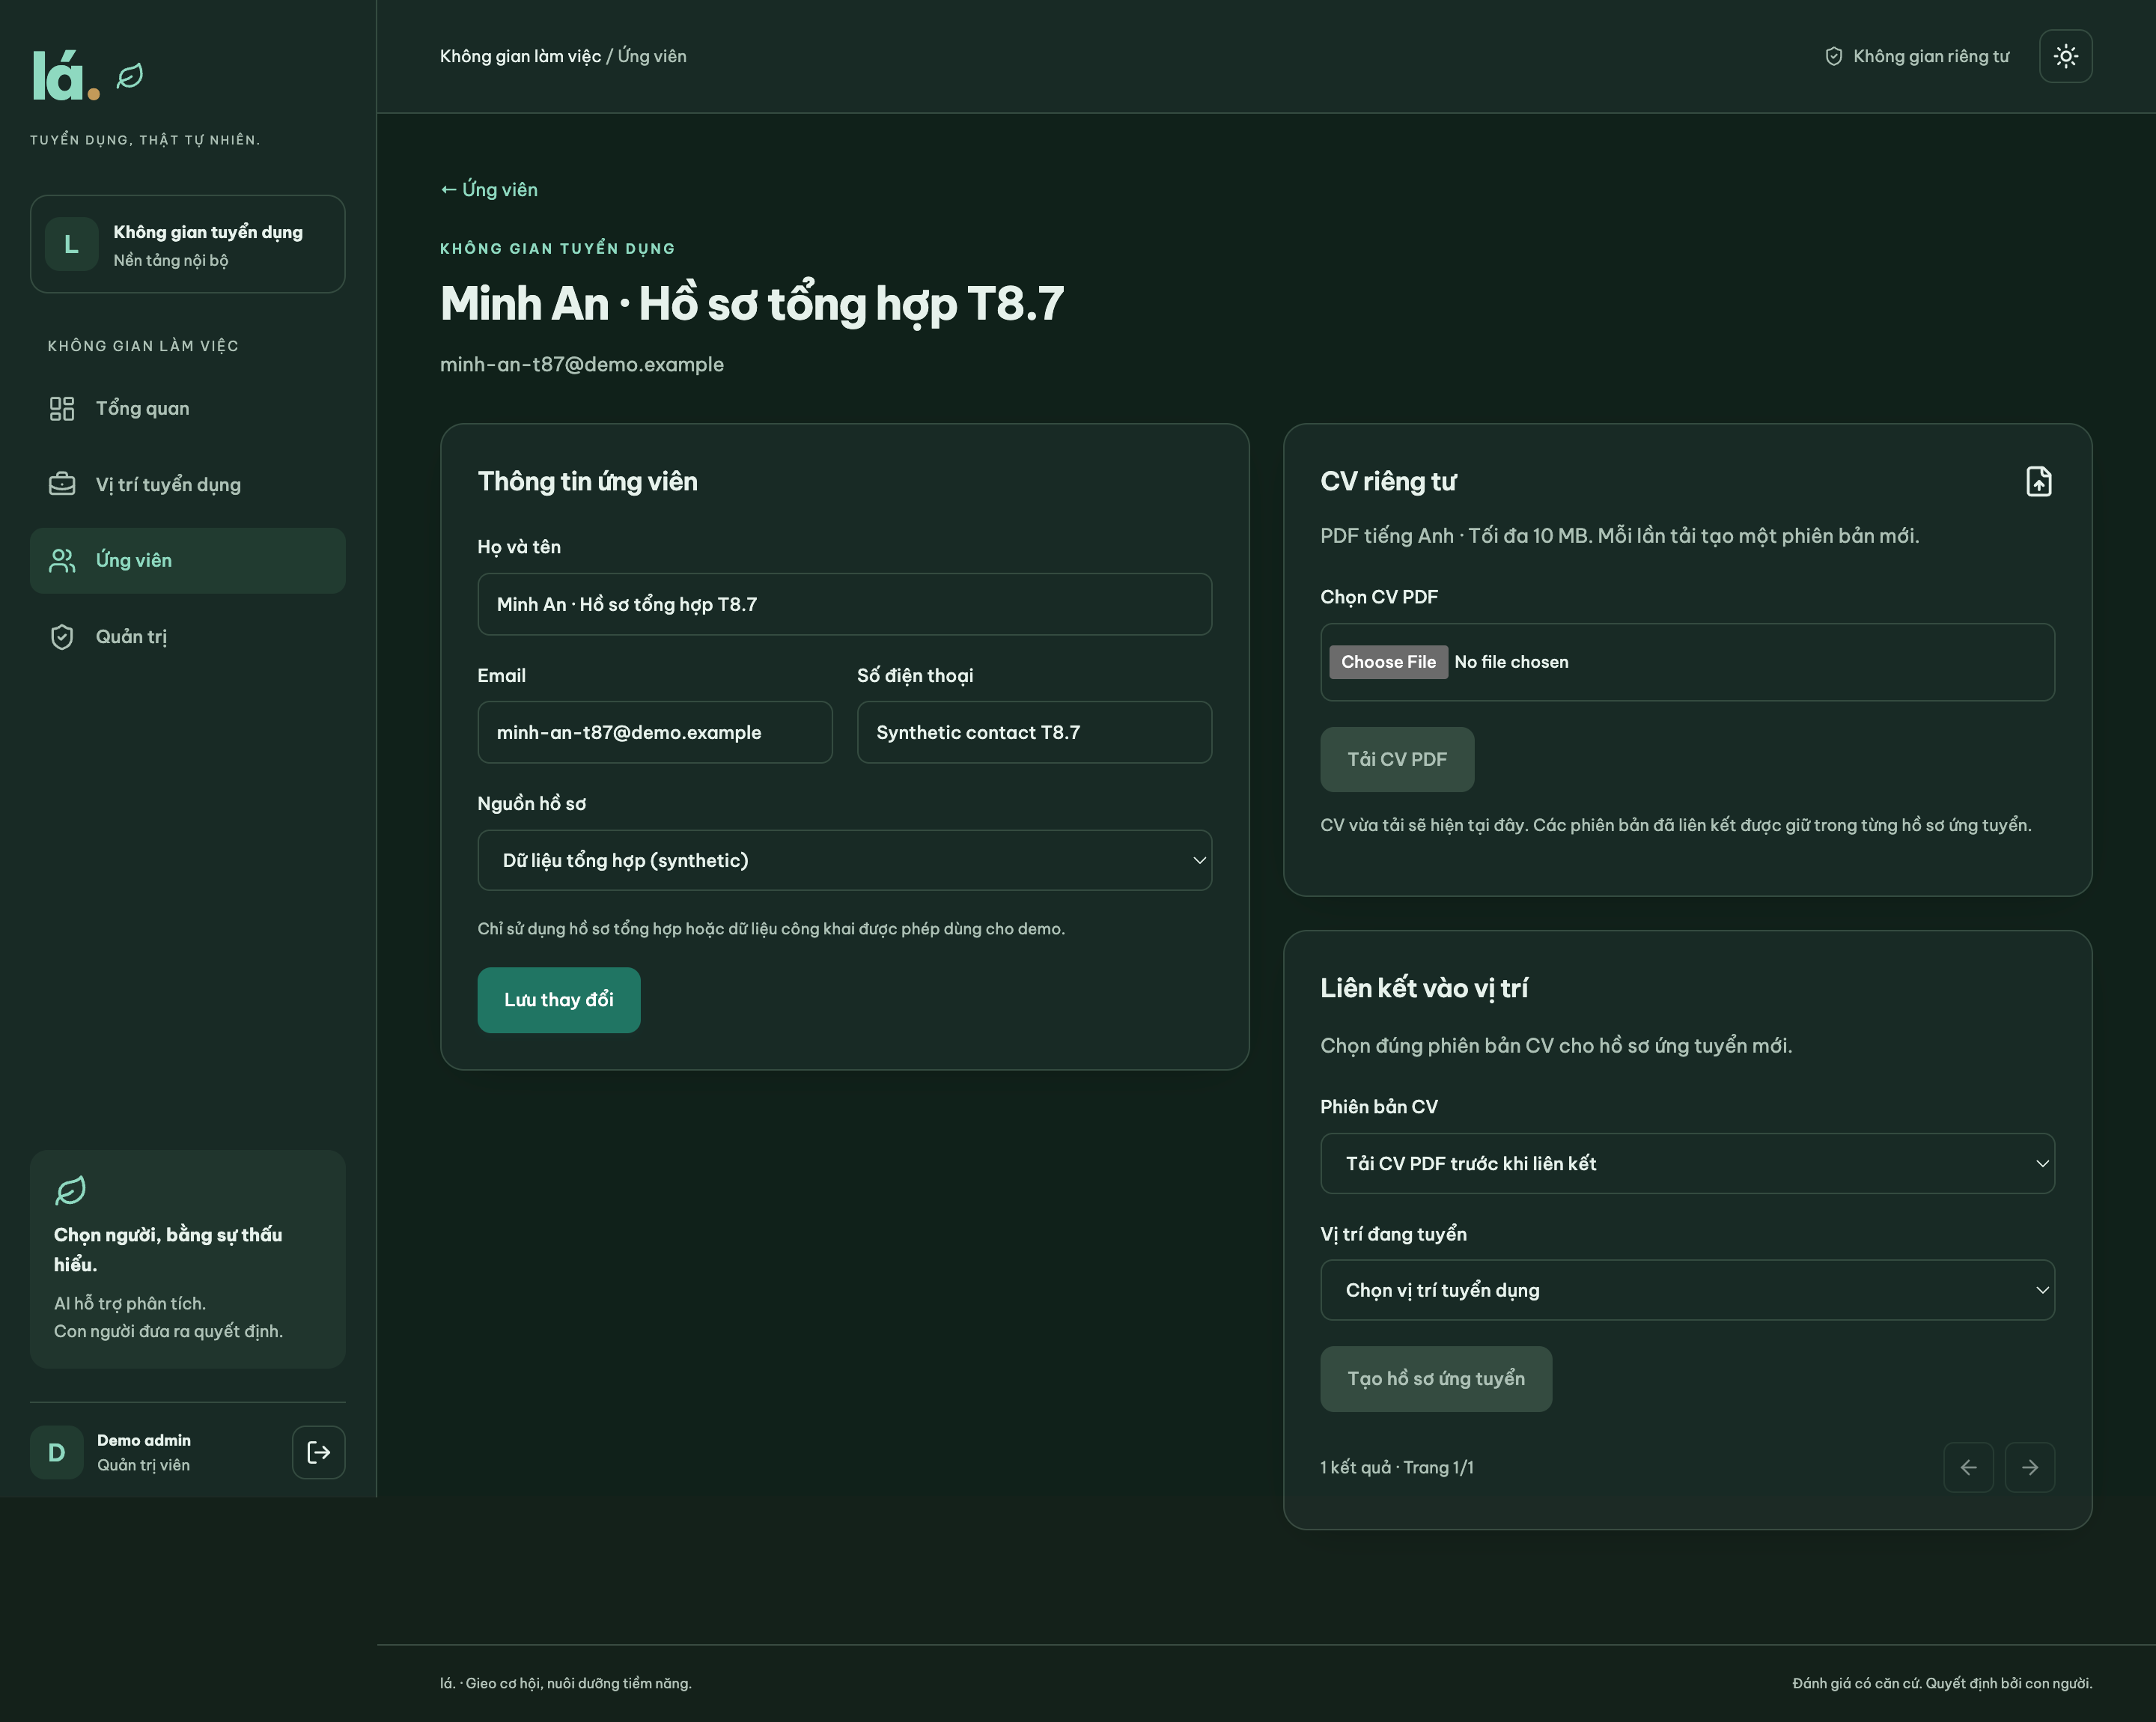 lá.
TUYỂN DỤNG, THẬT TỰ NHIÊN.
L
Không gian tuyển dụng
Nền tảng nội bộ
KHÔNG GIAN LÀM VIỆC
Tổng quan
Vị trí tuyển dụng
Ứng viên
Quản trị
Chọn người, bằng sự thấu
hiểu.
AI hỗ trợ phân tích.
Con người đưa ra quyết định.
D
Demo admin
Quản trị viên
Không gian làm việc / Ứng viên
Không gian riêng tư
← Ứng viên
KHÔNG GIAN TUYỂN DỤNG
Minh An · Hồ sơ tổng hợp T8.7
minh-an-t87@demo.example
Thông tin ứng viên
Họ và tên
Minh An · Hồ sơ tổng hợp T8.7
Email
Số điện thoại
minh-an-t87@demo.example
Synthetic contact T8.7
Nguồn hồ sơ
Dữ liệu tổng hợp (synthetic)
Chỉ sử dụng hồ sơ tổng hợp hoặc dữ liệu công khai được phép dùng cho demo.
Lưu thay đổi
CV riêng tư
PDF tiếng Anh · Tối đa 10 MB. Mỗi lần tải tạo một phiên bản mới.
Chọn CV PDF
Choose File No file chosen
Tải CV PDF
CV vừa tải sẽ hiện tại đây. Các phiên bản đã liên kết được giữ trong từng hồ sơ ứng tuyển.
Liên kết vào vị trí
Chọn đúng phiên bản CV cho hồ sơ ứng tuyển mới.
Phiên bản CV
Tải CV PDF trước khi liên kết
Vị trí đang tuyển
Chọn vị trí tuyển dụng
Tạo hồ sơ ứng tuyển
1 kết quả · Trang 1/1
lá. · Gieo cơ hội, nuôi dưỡng tiềm năng.
Đánh giá có căn cứ. Quyết định bởi con người.